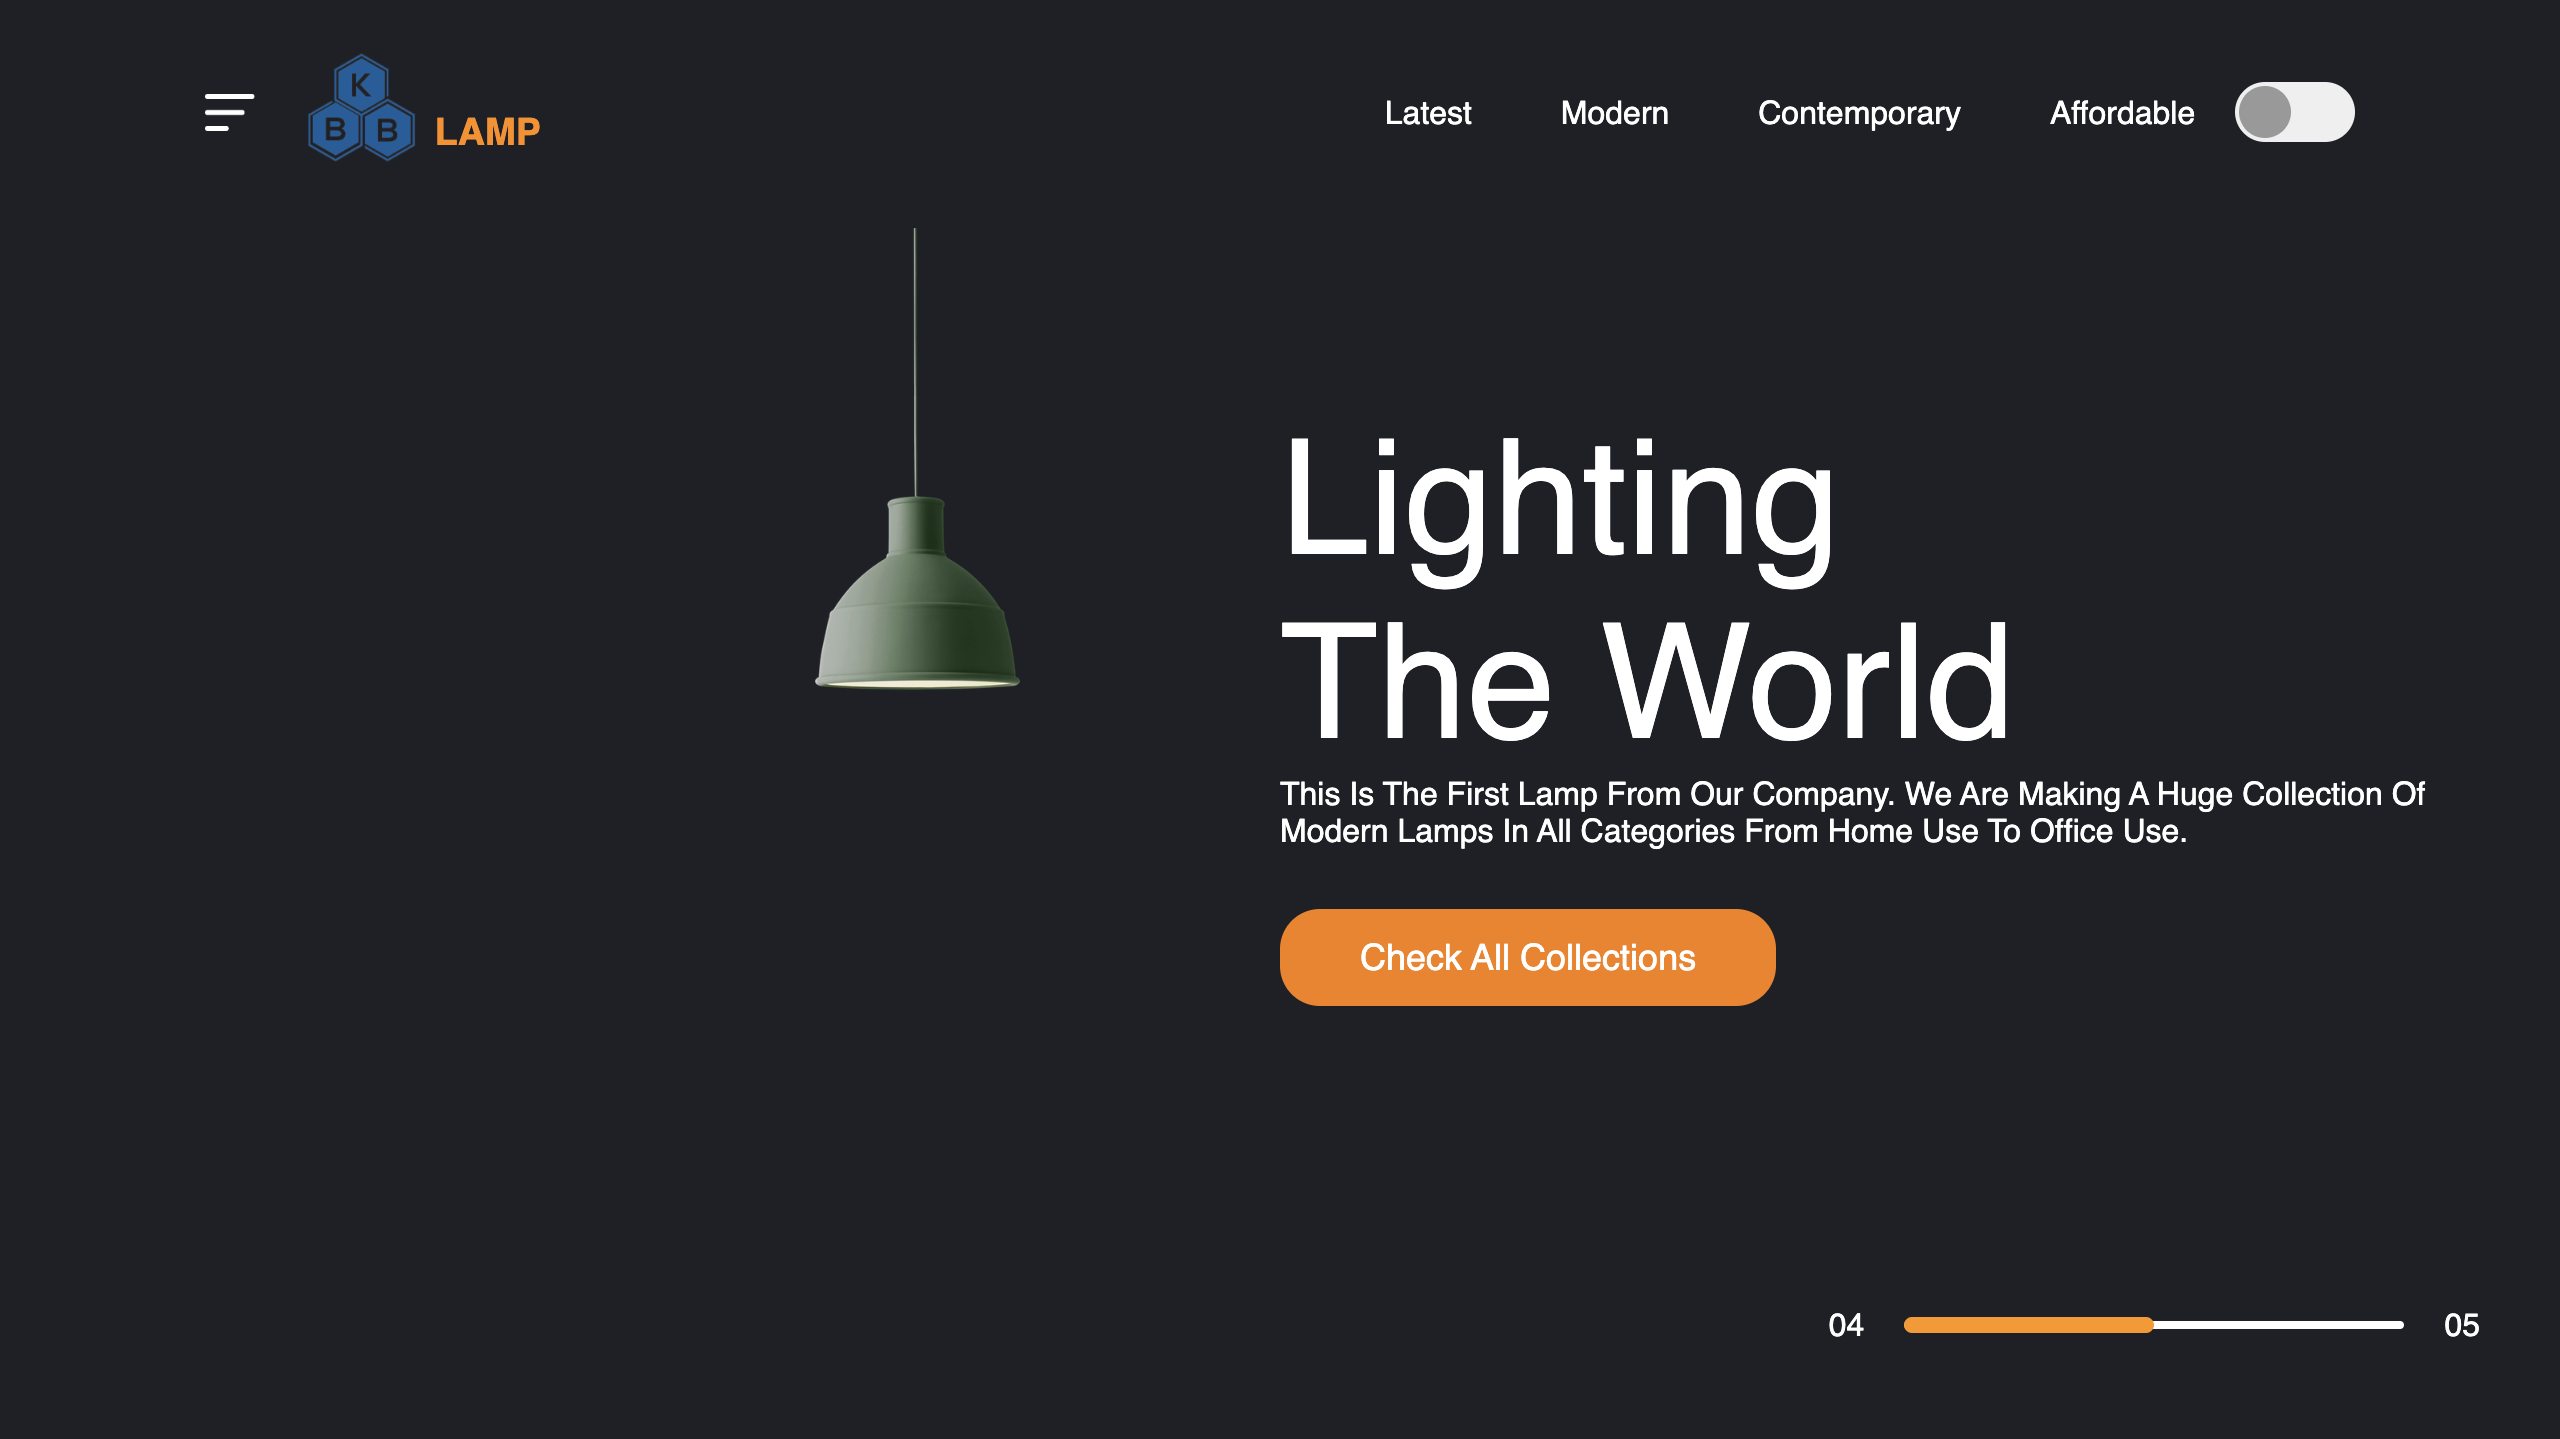 K
B B LAMP
Latest Modern Contemporary Affordable
Lighting
The World
This Is The First Lamp From Our Company. We Are Making A Huge Collection Of
Modern Lamps In All Categories From Home Use To Office Use.
Check All Collections
04 05